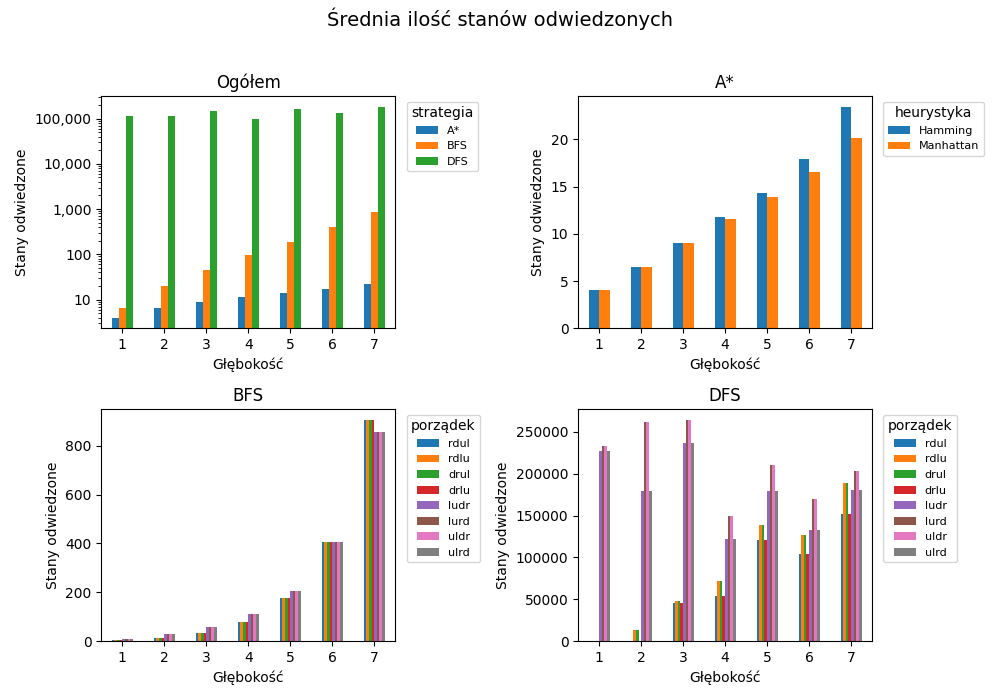 Średnia ilość stanów odwiedzonych
Ogółem
Stany odwiedzone
100,000
10,000
1,000
100
10
1 2 3 4 5 6 7
Głębokość
strategia
A*
BFS
DFS
A*
Stany odwiedzone
20
15
10
5
0
1 2 3 4 5 6 7
Głębokość
heurystyka
Hamming
Manhattan
BFS
Stany odwiedzone
800
600
400
200
0
1 2 3 4 5 6 7
Głębokość
porządek
rdul
rdlu
drul
drlu
ludr
lurd
uldr
ulrd
DFS
Stany odwiedzone
250000
200000
150000
100000
50000
0
1 2 3 4 5 6 7
Głębokość
porządek
rdul
rdlu
drul
drlu
ludr
lurd
uldr
ulrd